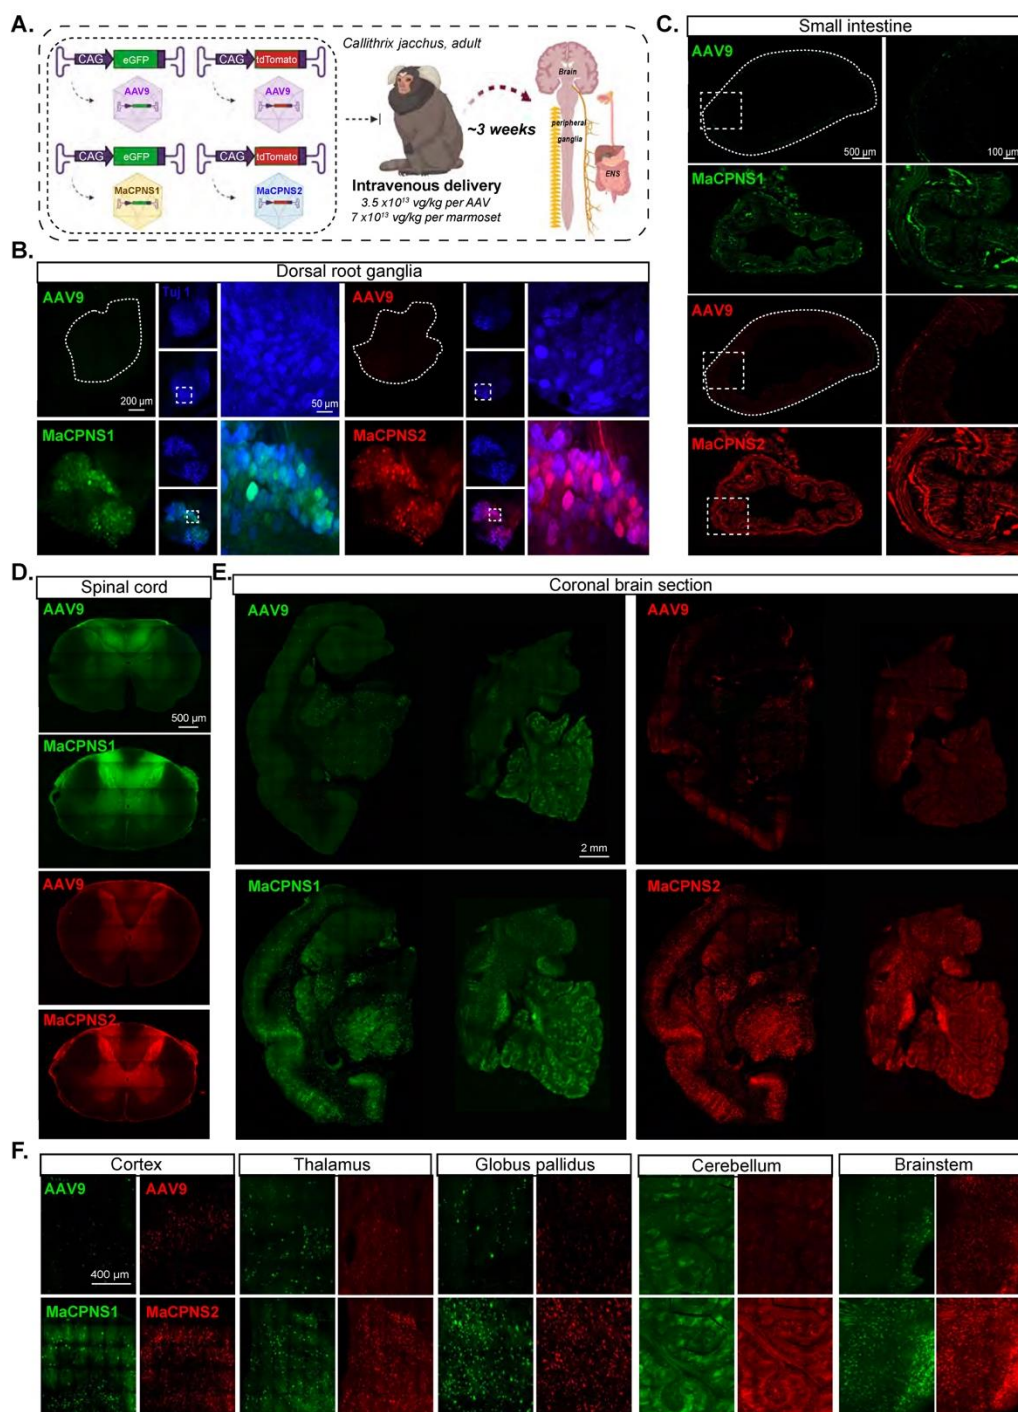 A.
CAG eGFP
CAG tdTomato
AAV9
AAV9
CAG eGFP
CAG tdTomato
MaCPNS1
MaCPNS2
Callithrix jacchus, adult
~3 weeks
Intravenous delivery
3.5 x10¹³ vg/kg per AAV
7 x10¹³ vg/kg per marmoset
Brain
peripheral
ganglia
ENS
B.
Dorsal root ganglia
AAV9
Tuj 1
AAV9
200 µm
50 µm
MaCPNS1
MaCPNS2
C.
Small intestine
AAV9
500 µm
100 µm
MaCPNS1
AAV9
MaCPNS2
D.
Spinal cord
AAV9
500 µm
MaCPNS1
AAV9
MaCPNS2
E.
Coronal brain section
AAV9
AAV9
2 mm
MaCPNS1
MaCPNS2
F.
Cortex
Thalamus
Globus pallidus
Cerebellum
Brainstem
AAV9
AAV9
400 µm
MaCPNS1
MaCPNS2